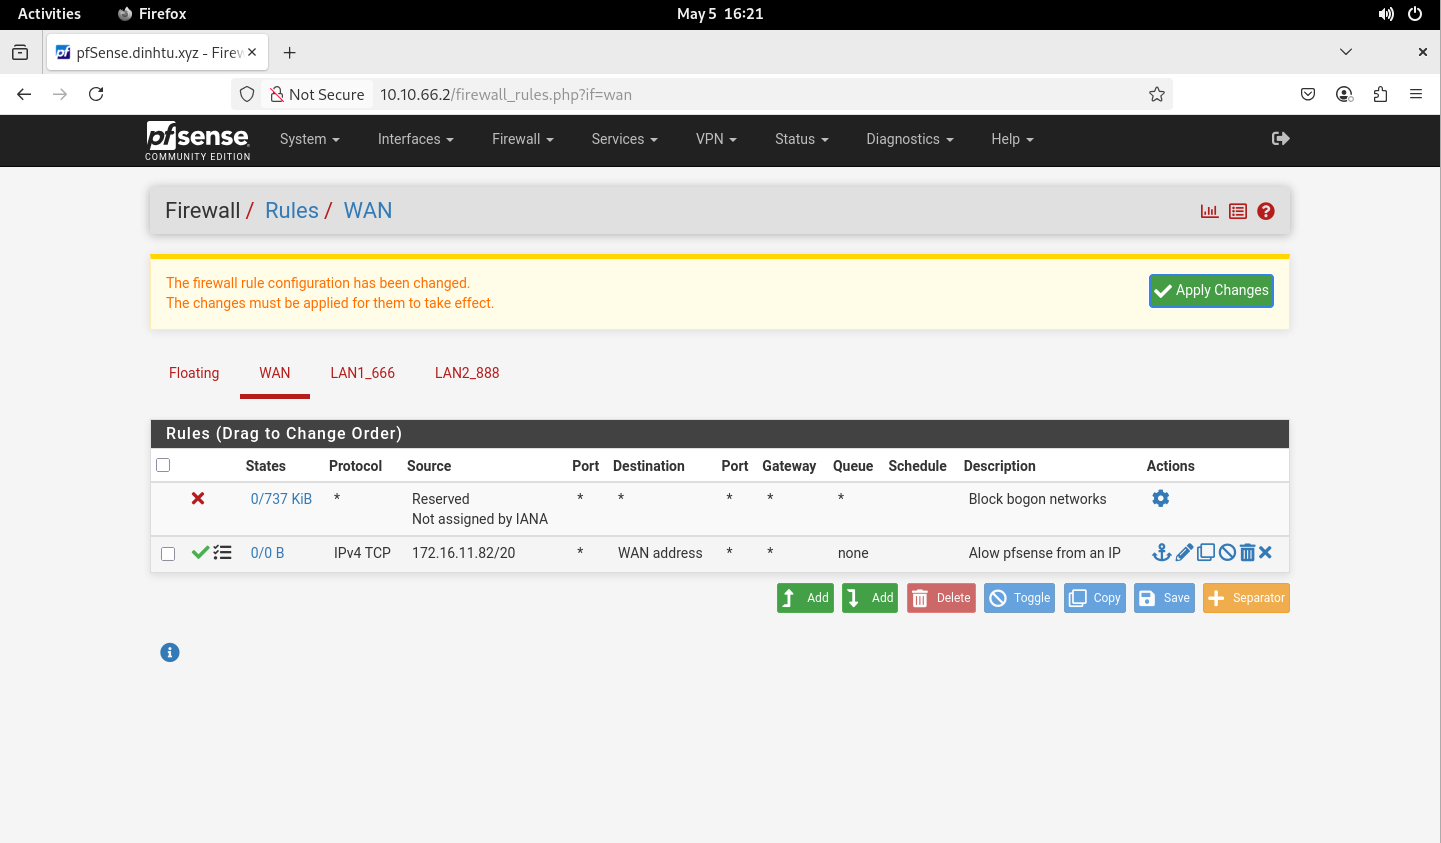 Activities Firefox May 5 16:21
pfSense.dinhtu.xyz - Firew
Not Secure 10.10.66.2/firewall_rules.php?if=wan
pfsense
COMMUNITY EDITION
System Interfaces Firewall Services VPN Status Diagnostics Help
Firewall / Rules / WAN
The firewall rule configuration has been changed.
The changes must be applied for them to take effect.
Apply Changes
Floating WAN LAN1_666 LAN2_888
Rules (Drag to Change Order)
States Protocol Source Port Destination Port Gateway Queue Schedule Description Actions
0/737 KiB * Reserved * * * * * Block bogon networks
Not assigned by IANA
0/0 B IPv4 TCP 172.16.11.82/20 * WAN address * * none Alow pfsense from an IP
Add Add Delete Toggle Copy Save Separator